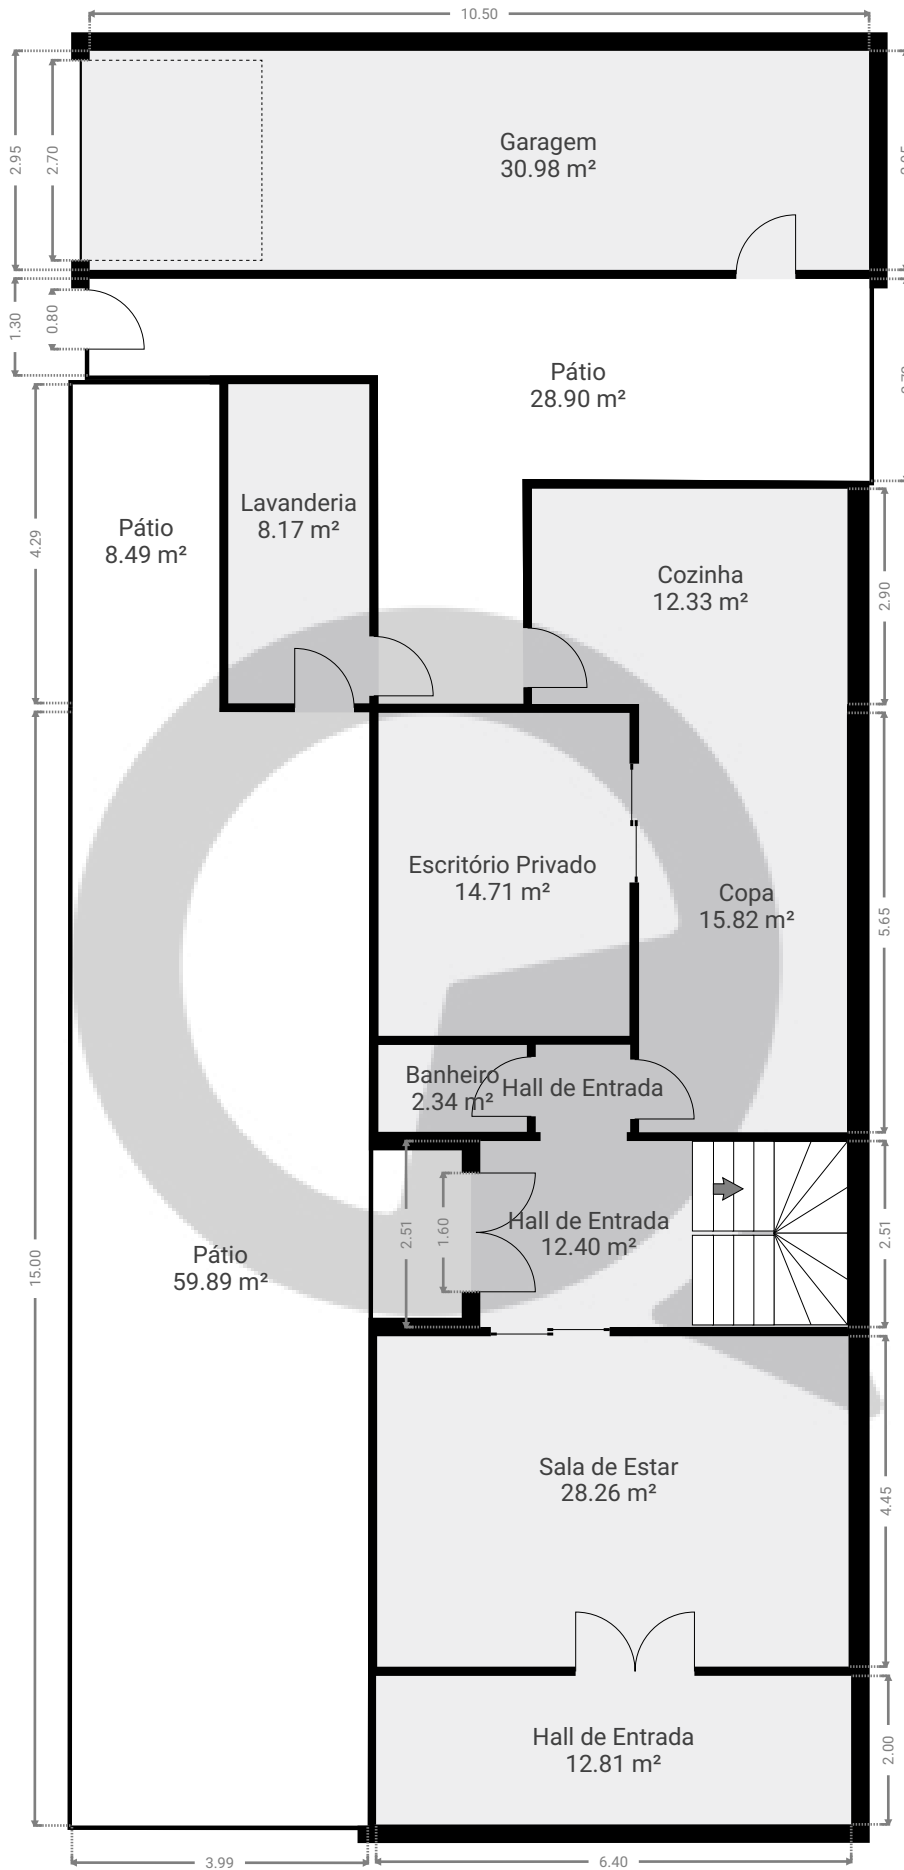 10.50
Garagem
30.98 m²
2.95
2.70
1.30
0.80
Pátio
28.90 m²
Lavanderia
8.17 m²
Pátio
8.49 m²
4.29
Cozinha
12.33 m²
2.90
Escritório Privado
14.71 m²
Copa
15.82 m²
5.65
Banheiro
2.34 m²
Hall de Entrada
Hall de Entrada
12.40 m²
2.51
1.60
2.51
Pátio
59.89 m²
15.00
Sala de Estar
28.26 m²
4.45
Hall de Entrada
12.81 m²
2.00
3.99
6.40